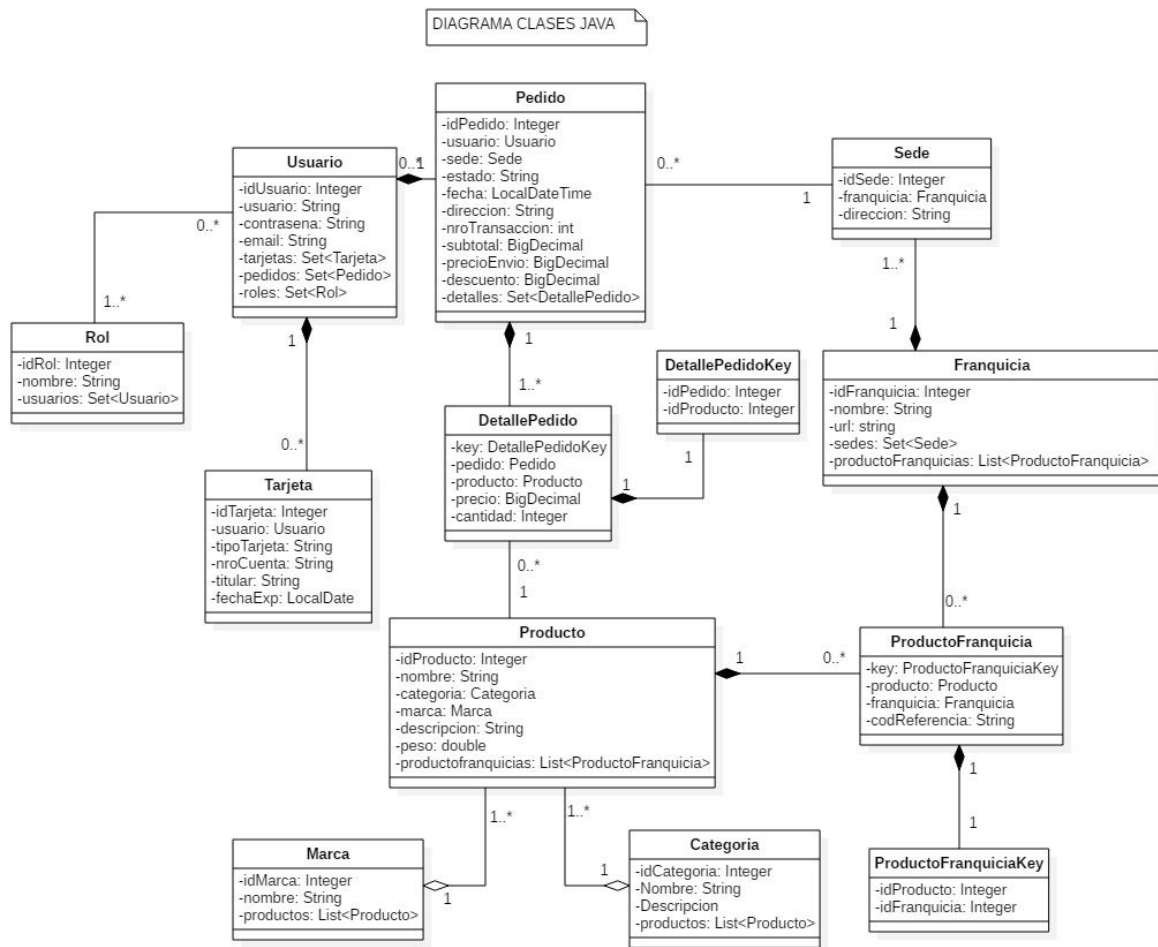 DIAGRAMA CLASES JAVA
Pedido
-idPedido: Integer
-usuario: Usuario
-sede: Sede
-estado: String
-fecha: LocalDateTime
-direccion: String
-nroTransaccion: int
-subtotal: BigDecimal
-precioEnvio: BigDecimal
-descuento: BigDecimal
-detalles: Set<DetallePedido>
Usuario
-idUsuario: Integer
-usuario: String
-contrasena: String
-email: String
-tarjetas: Set<Tarjeta>
-pedidos: Set<Pedido>
-roles: Set<Rol>
0..*
1
0..*
1
Sede
-idSede: Integer
-franquicia: Franquicia
-direccion: String
0..*
1..*
Rol
-idRol: Integer
-nombre: String
-usuarios: Set<Usuario>
1
0..*
Tarjeta
-idTarjeta: Integer
-usuario: Usuario
-tipoTarjeta: String
-nroCuenta: String
-titular: String
-fechaExp: LocalDate
1
1..*
DetallePedido
-key: DetallePedidoKey
-pedido: Pedido
-producto: Producto
-precio: BigDecimal
-cantidad: Integer
DetallePedidoKey
-idPedido: Integer
-idProducto: Integer
1
1
1..*
1
Franquicia
-idFranquicia: Integer
-nombre: String
-url: string
-sedes: Set<Sede>
-productoFranquicias: List<ProductoFranquicia>
1
0..*
0..*
1
Producto
-idProducto: Integer
-nombre: String
-categoria: Categoria
-marca: Marca
-descripcion: String
-peso: double
-productofranquicias: List<ProductoFranquicia>
1
0..*
ProductoFranquicia
-key: ProductoFranquiciaKey
-producto: Producto
-franquicia: Franquicia
-codReferencia: String
1
1
ProductoFranquiciaKey
-idProducto: Integer
-idFranquicia: Integer
1..*
1..*
Marca
-idMarca: Integer
-nombre: String
-productos: List<Producto>
1
1
Categoria
-idCategoria: Integer
-Nombre: String
-Descripcion
-productos: List<Producto>